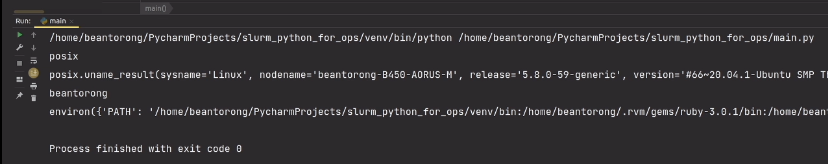 main()
Run: main
/home/beantorong/PycharmProjects/slurm_python_for_ops/venv/bin/python /home/beantorong/PycharmProjects/slurm_python_for_ops/main.py
posix
posix.uname_result(sysname='Linux', nodename='beantorong-B450-AORUS-M', release='5.8.0-59-generic', version='#66~20.04.1-Ubuntu SMP TH
beantorong
environ({'PATH': '/home/beantorong/PycharmProjects/slurm_python_for_ops/venv/bin:/home/beantorong/.rvm/gems/ruby-3.0.1/bin:/home/beanto
Process finished with exit code 0